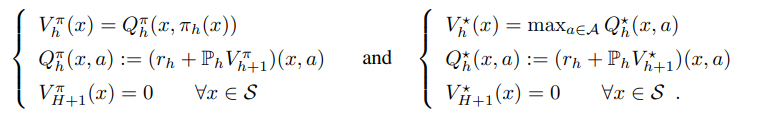 V_h^π(x) = Q_h^π(x, π_h(x))
Q_h^π(x, a) := (r_h + ℙ_h V_{h+1}^π)(x, a)
V_{H+1}^π(x) = 0 ∀x ∈ 𝒮
and
V_h^⋆(x) = max_{a∈𝒜} Q_h^⋆(x, a)
Q_h^⋆(x, a) := (r_h + ℙ_h V_{h+1}^⋆)(x, a)
V_{H+1}^⋆(x) = 0 ∀x ∈ 𝒮 .